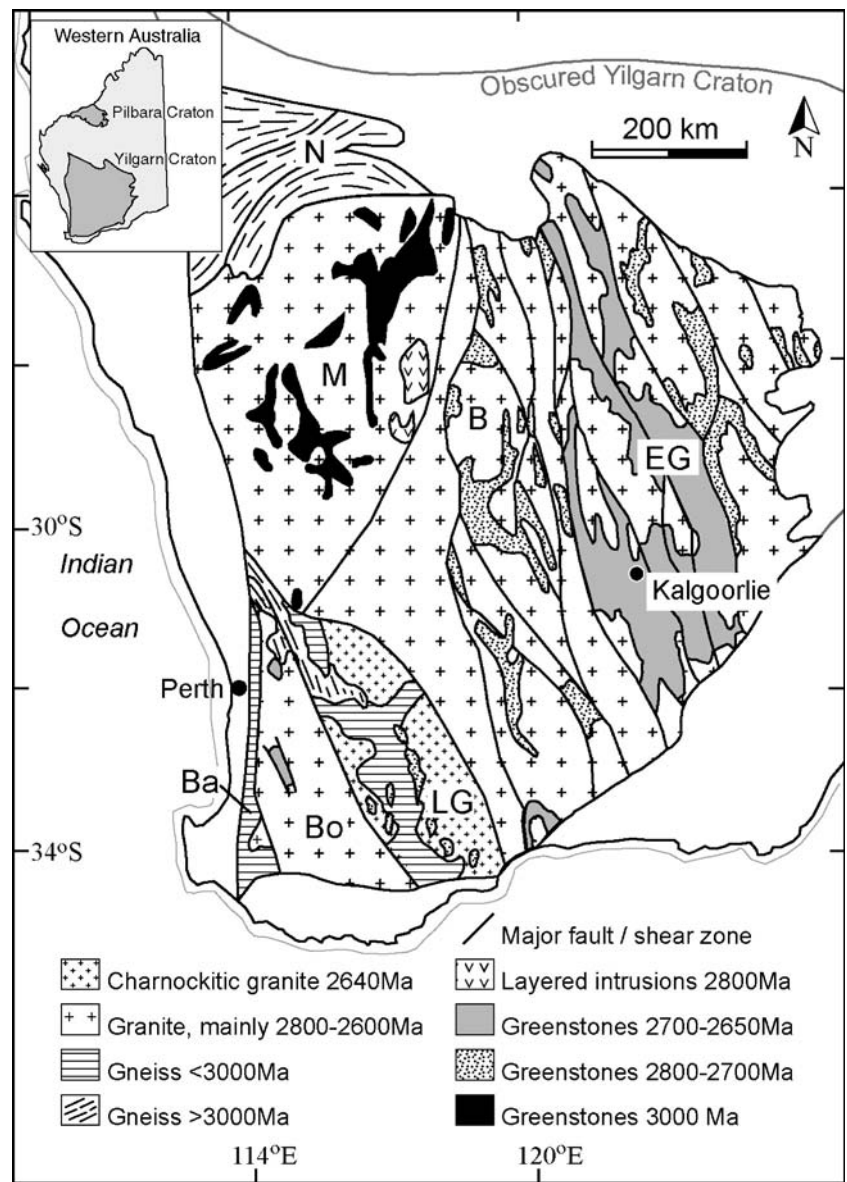 Western Australia
Pilbara Craton
Yilgarn Craton
Obscured Yilgarn Craton
200 km
N
N
M
B
EG
30°S
Indian
Ocean
Kalgoorlie
Perth
Ba
Bo
LG
34°S
Major fault / shear zone
Charnockitic granite 2640Ma
Layered intrusions 2800Ma
Granite, mainly 2800-2600Ma
Greenstones 2700-2650Ma
Gneiss <3000Ma
Greenstones 2800-2700Ma
Gneiss >3000Ma
Greenstones 3000 Ma
114°E
120°E